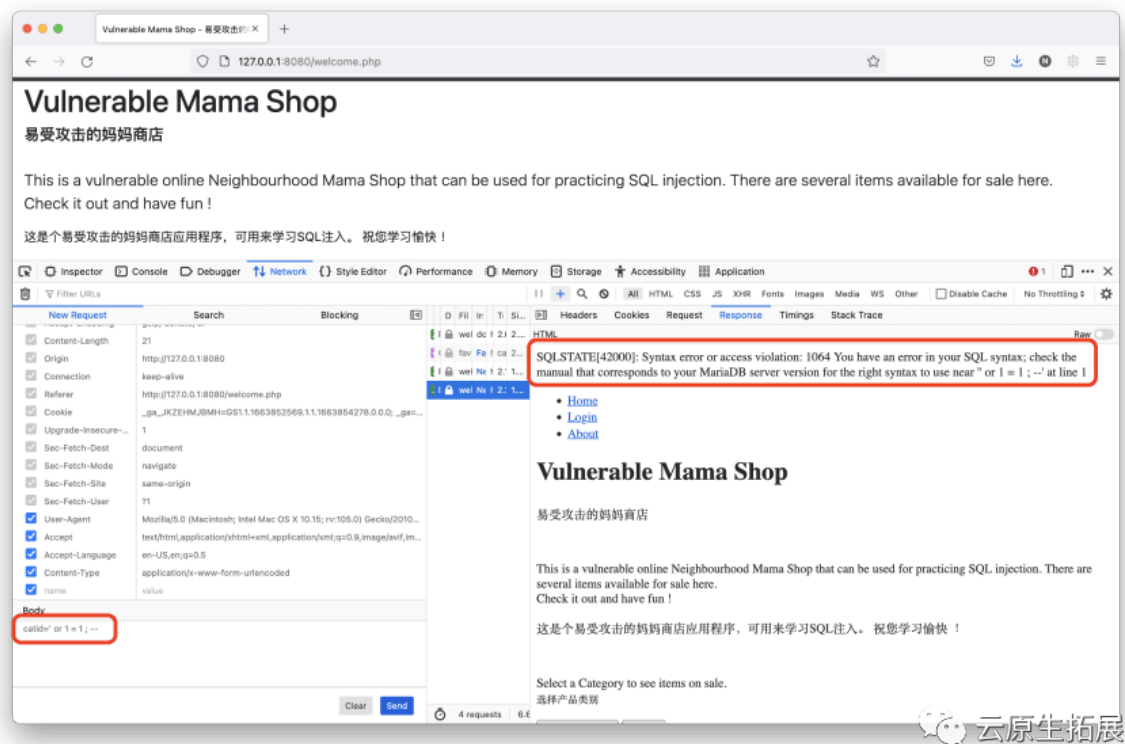 Vulnerable Mama Shop - 易受攻击的
127.0.0.1:8080/welcome.php
Vulnerable Mama Shop
易受攻击的妈妈商店
This is a vulnerable online Neighbourhood Mama Shop that can be used for practicing SQL injection. There are several items available for sale here.
Check it out and have fun !
这是个易受攻击的妈妈商店应用程序，可用来学习SQL注入。 祝您学习愉快！
Inspector Console Debugger Network Style Editor Performance Memory Storage Accessibility Application 1
Filter URLs All HTML CSS JS XHR Fonts Images Media WS Other Disable Cache No Throttling
New Request Search Blocking
D Fil In Ti Si... Headers Cookies Request Response Timings Stack Trace
Content-Length 21
Origin http://127.0.0.1:8080
Connection keep-alive
Referer http://127.0.0.1:8080/welcome.php
Cookie _ga_JKZEHMJBMH=GS1.1.1663852569.1.1.1663854278.0.0.0; _ga=...
Upgrade-Insecure-... 1
Sec-Fetch-Dest document
Sec-Fetch-Mode navigate
Sec-Fetch-Site same-origin
Sec-Fetch-User ?1
User-Agent Mozilla/5.0 (Macintosh; Intel Mac OS X 10.15; rv:105.0) Gecko/2010...
Accept text/html,application/xhtml+xml,application/xml;q=0.9,image/avif,im...
Accept-Language en-US,en;q=0.5
Content-Type application/x-www-form-urlencoded
name value
Body
catid=' or 1 = 1 ; --
Clear Send
4 requests
HTML Raw
SQLSTATE[42000]: Syntax error or access violation: 1064 You have an error in your SQL syntax; check the
manual that corresponds to your MariaDB server version for the right syntax to use near '' or 1 = 1 ; --' at line 1
Home
Login
About
Vulnerable Mama Shop
易受攻击的妈妈商店
This is a vulnerable online Neighbourhood Mama Shop that can be used for practicing SQL injection. There are
several items available for sale here.
Check it out and have fun !
这是个易受攻击的妈妈商店应用程序，可用来学习SQL注入。 祝您学习愉快 ！
Select a Category to see items on sale.
选择产品类别
云原生拓展